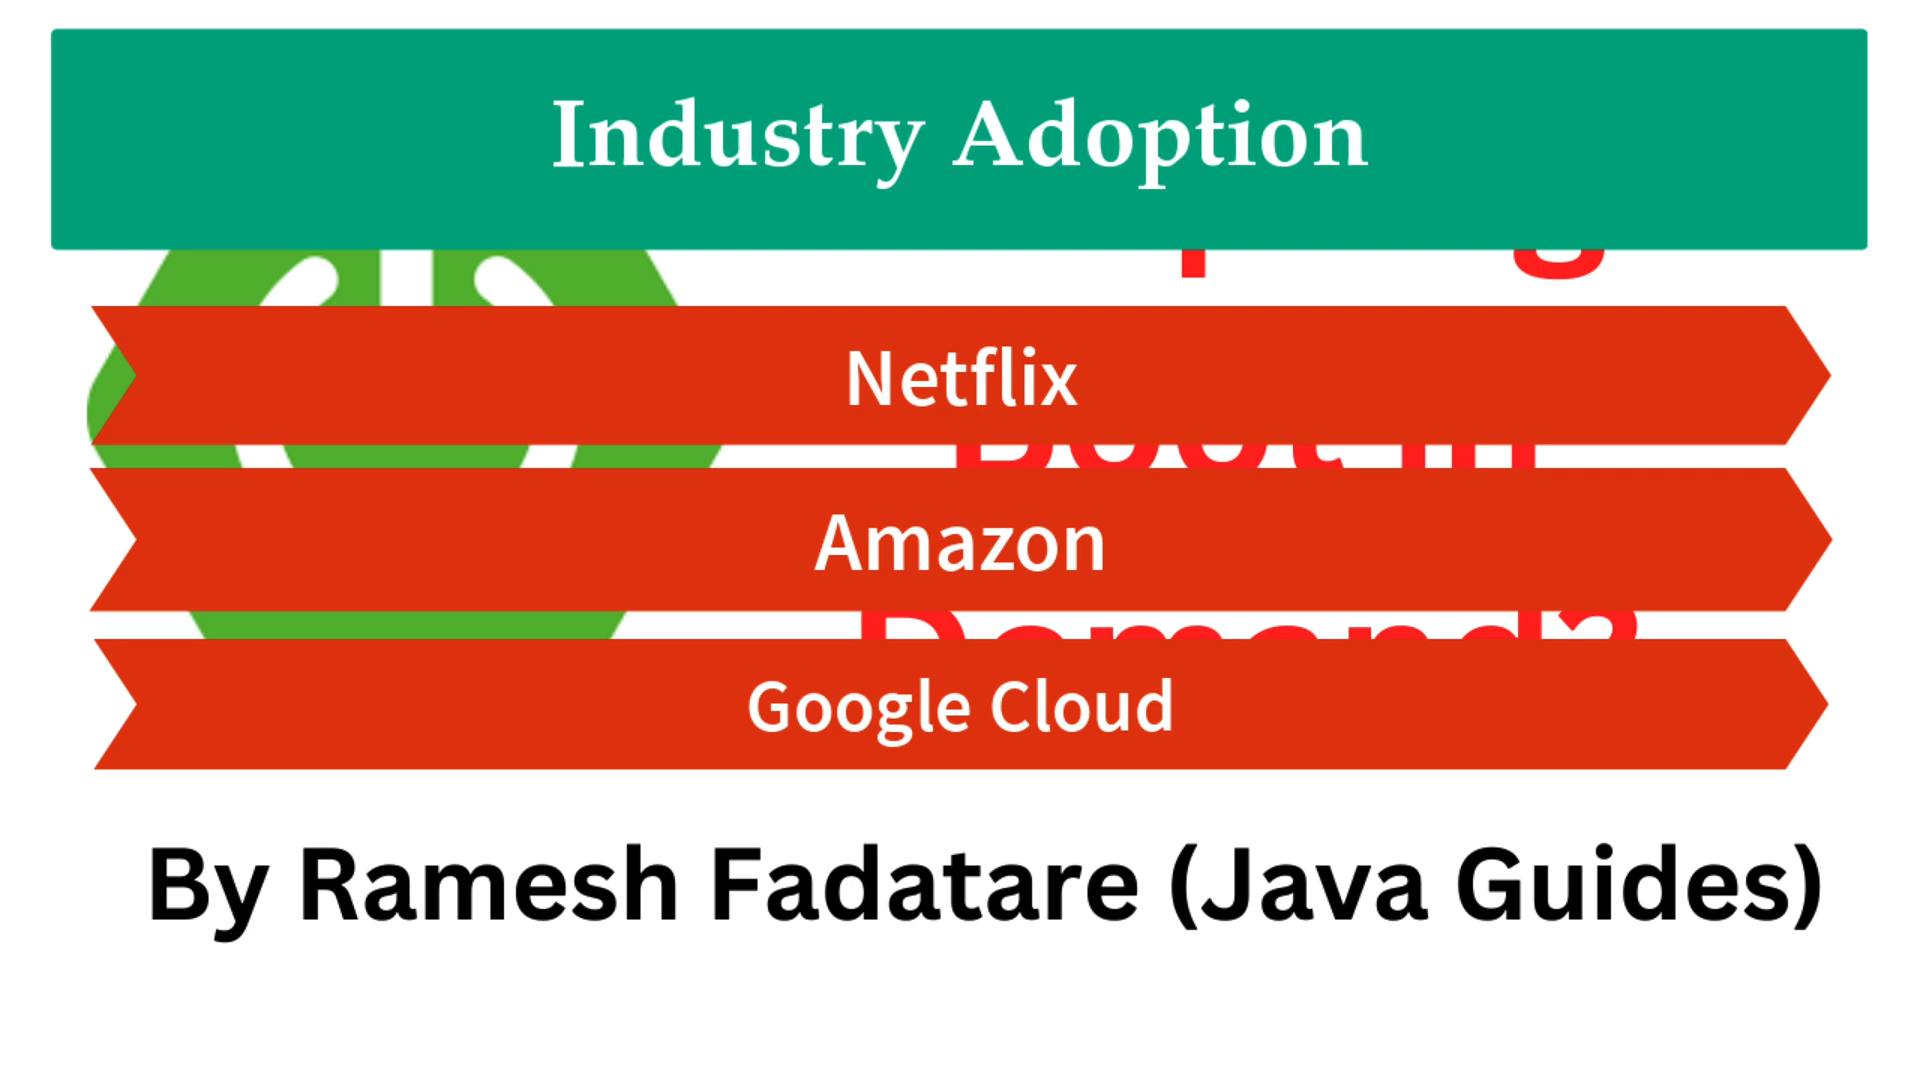 Industry Adoption
Netflix
Amazon
Google Cloud
By Ramesh Fadatare (Java Guides)